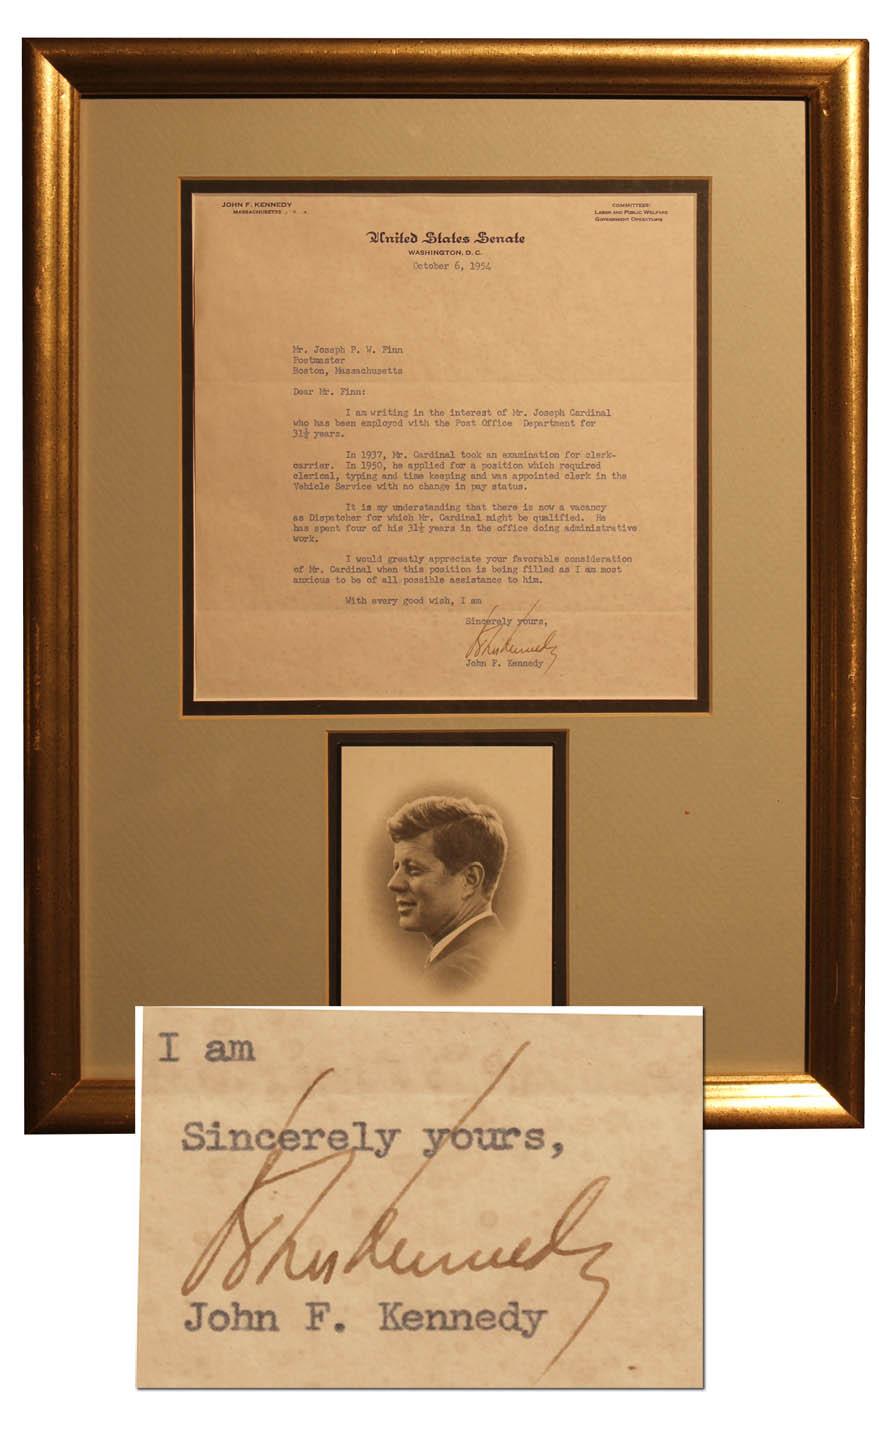 JOHN F. KENNEDY
MASSACHUSETTS
COMMITTEES:
LABOR AND PUBLIC WELFARE
GOVERNMENT OPERATIONS
United States Senate
WASHINGTON, D.C.
October 6, 1954
Mr. Joseph P. W. Finn
Postmaster
Boston, Massachusetts
Dear Mr. Finn:
I am writing in the interest of Mr. Joseph Cardinal
who has been employed with the Post Office Department for
31½ years.
In 1937, Mr. Cardinal took an examination for clerk-
carrier. In 1950, he applied for a position which required
clerical, typing and time keeping and was appointed clerk in the
Vehicle Service with no change in pay status.
It is my understanding that there is now a vacancy
as Dispatcher for which Mr. Cardinal might be qualified. He
has spent four of his 31½ years in the office doing administrative
work.
I would greatly appreciate your favorable consideration
of Mr. Cardinal when this position is being filled as I am most
anxious to be of all possible assistance to him.
With every good wish, I am
Sincerely yours,
John Kennedy
John F. Kennedy
I am
Sincerely yours,
John Kennedy
John F. Kennedy